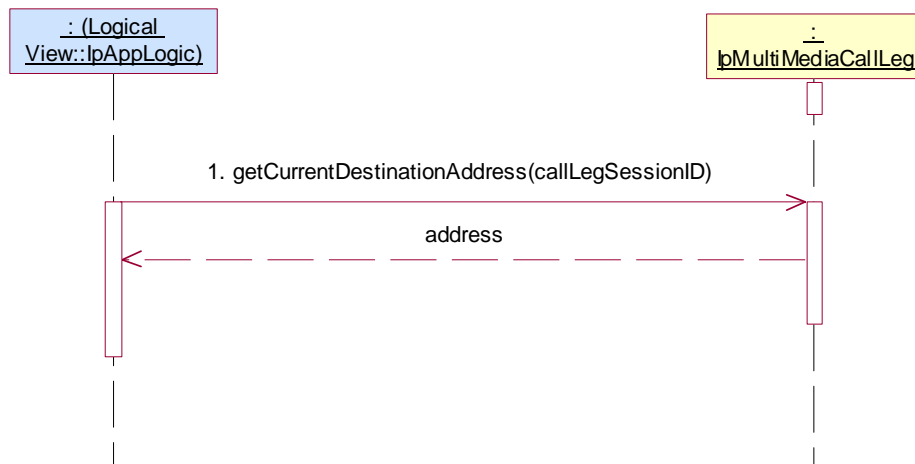 : (Logical
View::IpAppLogic)
:
IpMultiMediaCallLeg
1. getCurrentDestinationAddress(callLegSessionID)
address